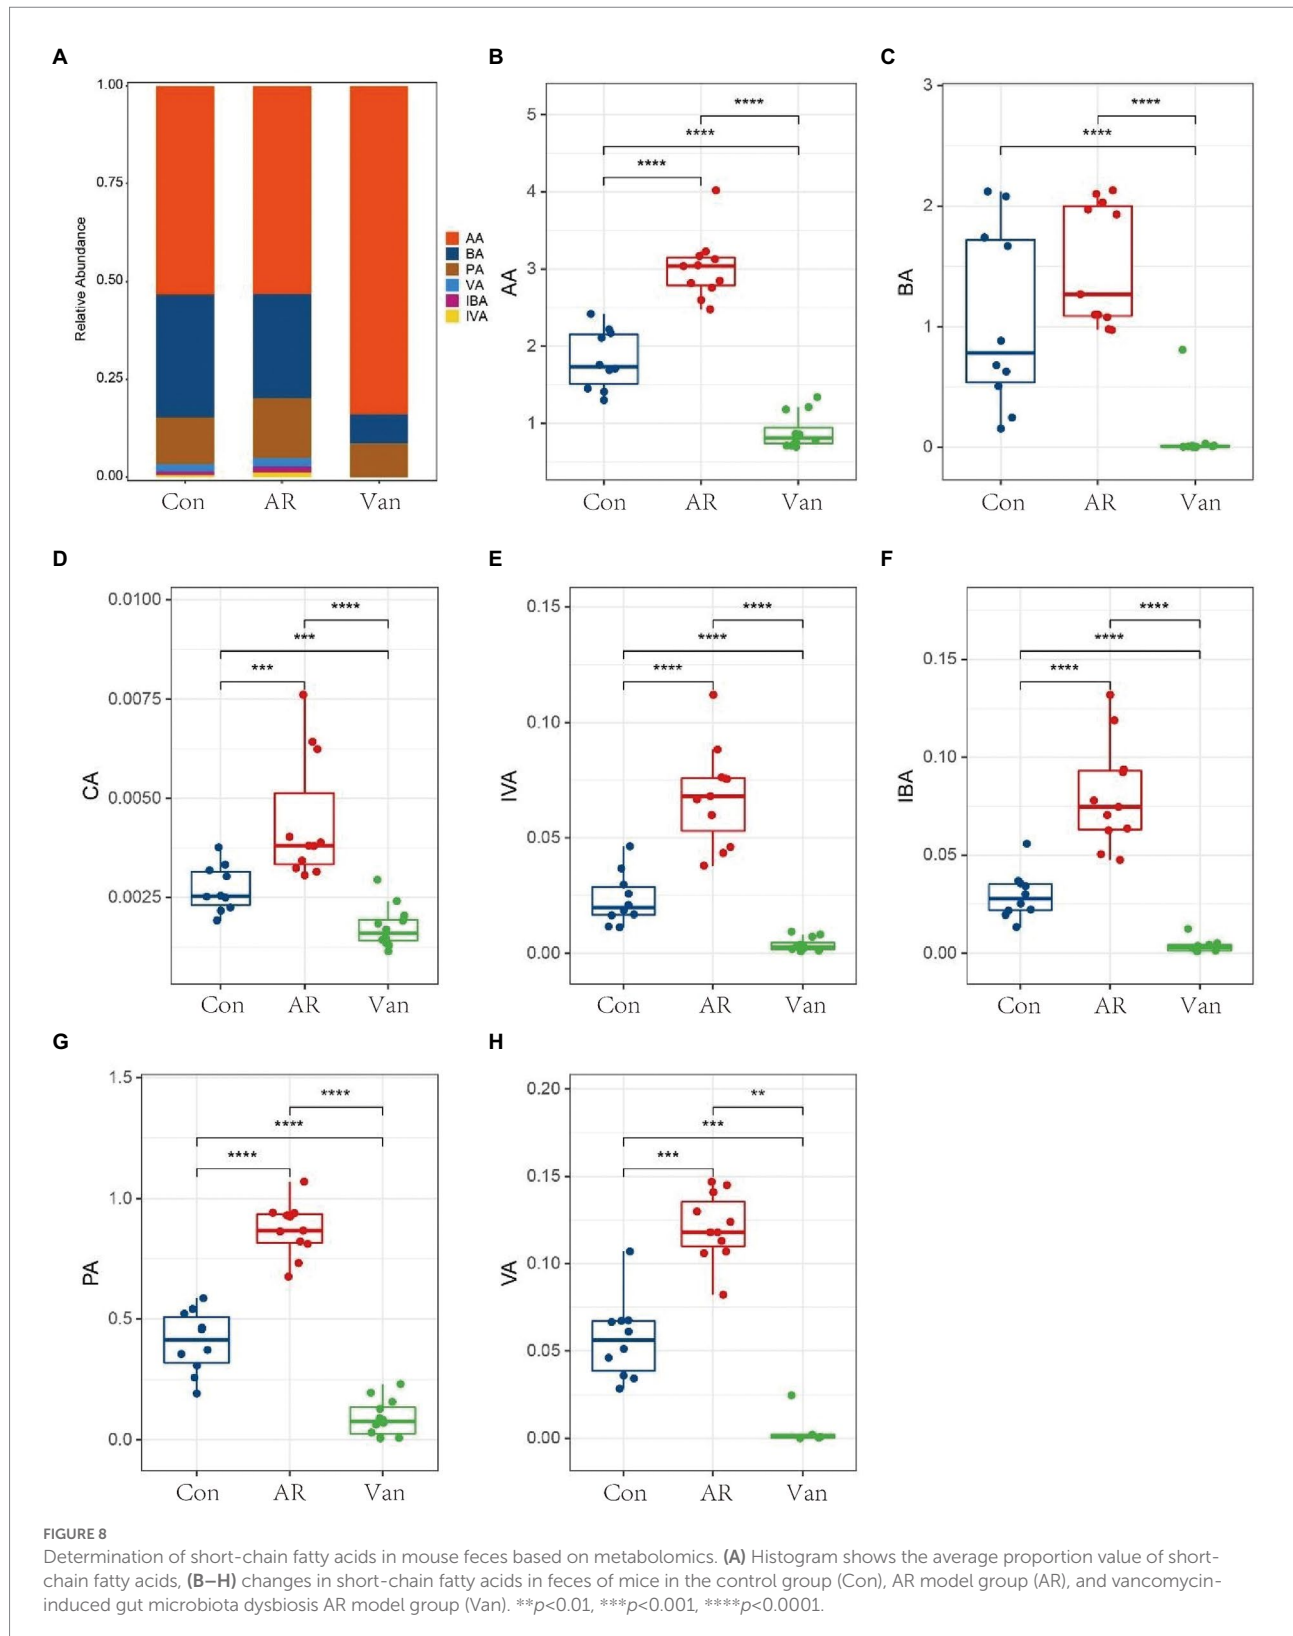 A
1.00
0.75
0.50
0.25
0.00
Relative Abundance
Con AR Van
AA
BA
PA
VA
IBA
IVA
B
5
4
3
2
1
AA
****
****
****
Con AR Van
C
3
2
1
0
BA
****
****
Con AR Van
D
0.0100
0.0075
0.0050
0.0025
CA
****
***
***
Con AR Van
E
0.15
0.10
0.05
0.00
IVA
****
****
****
Con AR Van
F
0.15
0.10
0.05
0.00
IBA
****
****
****
Con AR Van
G
1.5
1.0
0.5
0.0
PA
****
****
****
Con AR Van
H
0.20
0.15
0.10
0.05
0.00
VA
**
***
***
Con AR Van
FIGURE 8
Determination of short-chain fatty acids in mouse feces based on metabolomics. (A) Histogram shows the average proportion value of short-
chain fatty acids, (B–H) changes in short-chain fatty acids in feces of mice in the control group (Con), AR model group (AR), and vancomycin-
induced gut microbiota dysbiosis AR model group (Van). **p<0.01, ***p<0.001, ****p<0.0001.